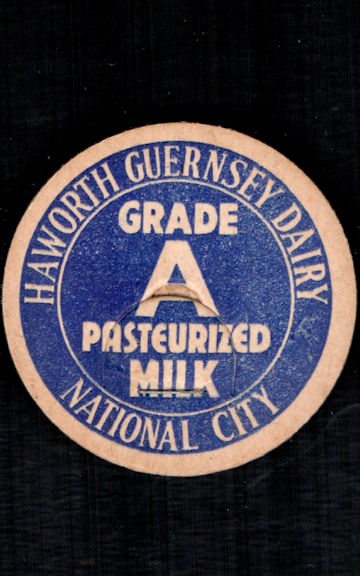 HAWORTH GUERNSEY DAIRY
GRADE
A
PASTEURIZED
MILK
NATIONAL CITY